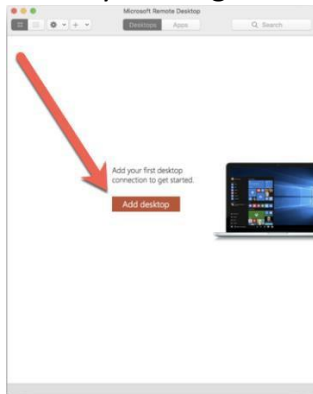 Microsoft Remote Desktop
Desktops Apps
Search
Add your first desktop
connection to get started.
Add desktop